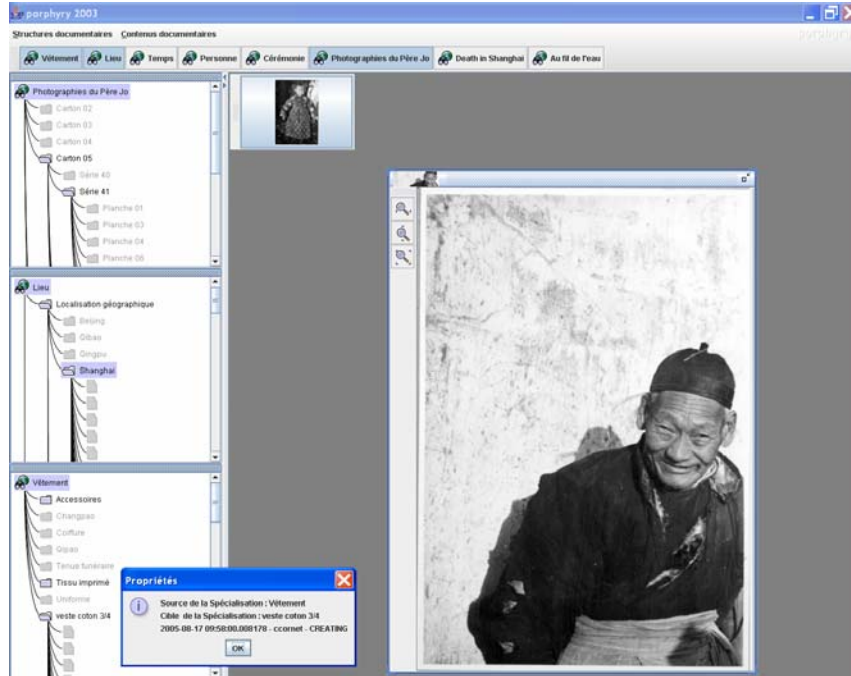 porphyry 2003
Structures documentaires Contenus documentaires
Vêtement Lieu Temps Personne Cérémonie Photographies du Père Jo Death in Shanghai Au fil de l'eau
Photographies du Père Jo
Carton 02
Carton 03
Carton 04
Carton 05
Série 40
Série 41
Planche 01
Planche 03
Planche 04
Planche 06
Lieu
Localisation géographique
Beijing
Gibao
Gingpu
Shanghai
Vêtement
Accessoires
Changpao
Coiffure
Qipao
Tenue funéraire
Tissu imprimé
Uniforme
veste coton 3/4
Propriétés
Source de la Spécialisation : Vêtement
Cible de la Spécialisation : veste coton 3/4
2005-08-17 09:58:00.008178 - ccornet - CREATING
OK